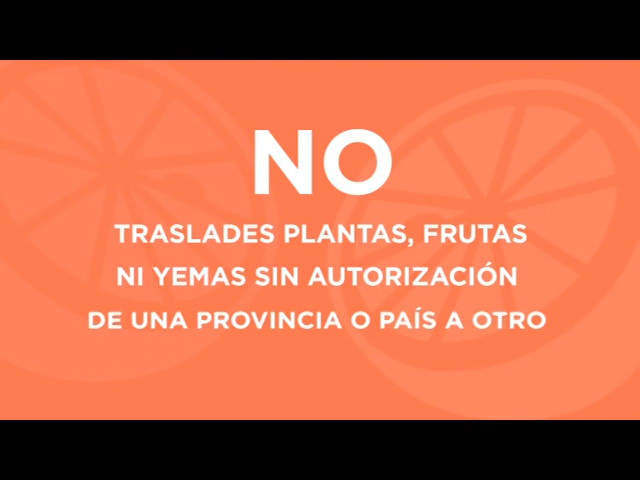 NO
TRASLADES PLANTAS, FRUTAS
NI YEMAS SIN AUTORIZACIÓN
DE UNA PROVINCIA O PAÍS A OTRO